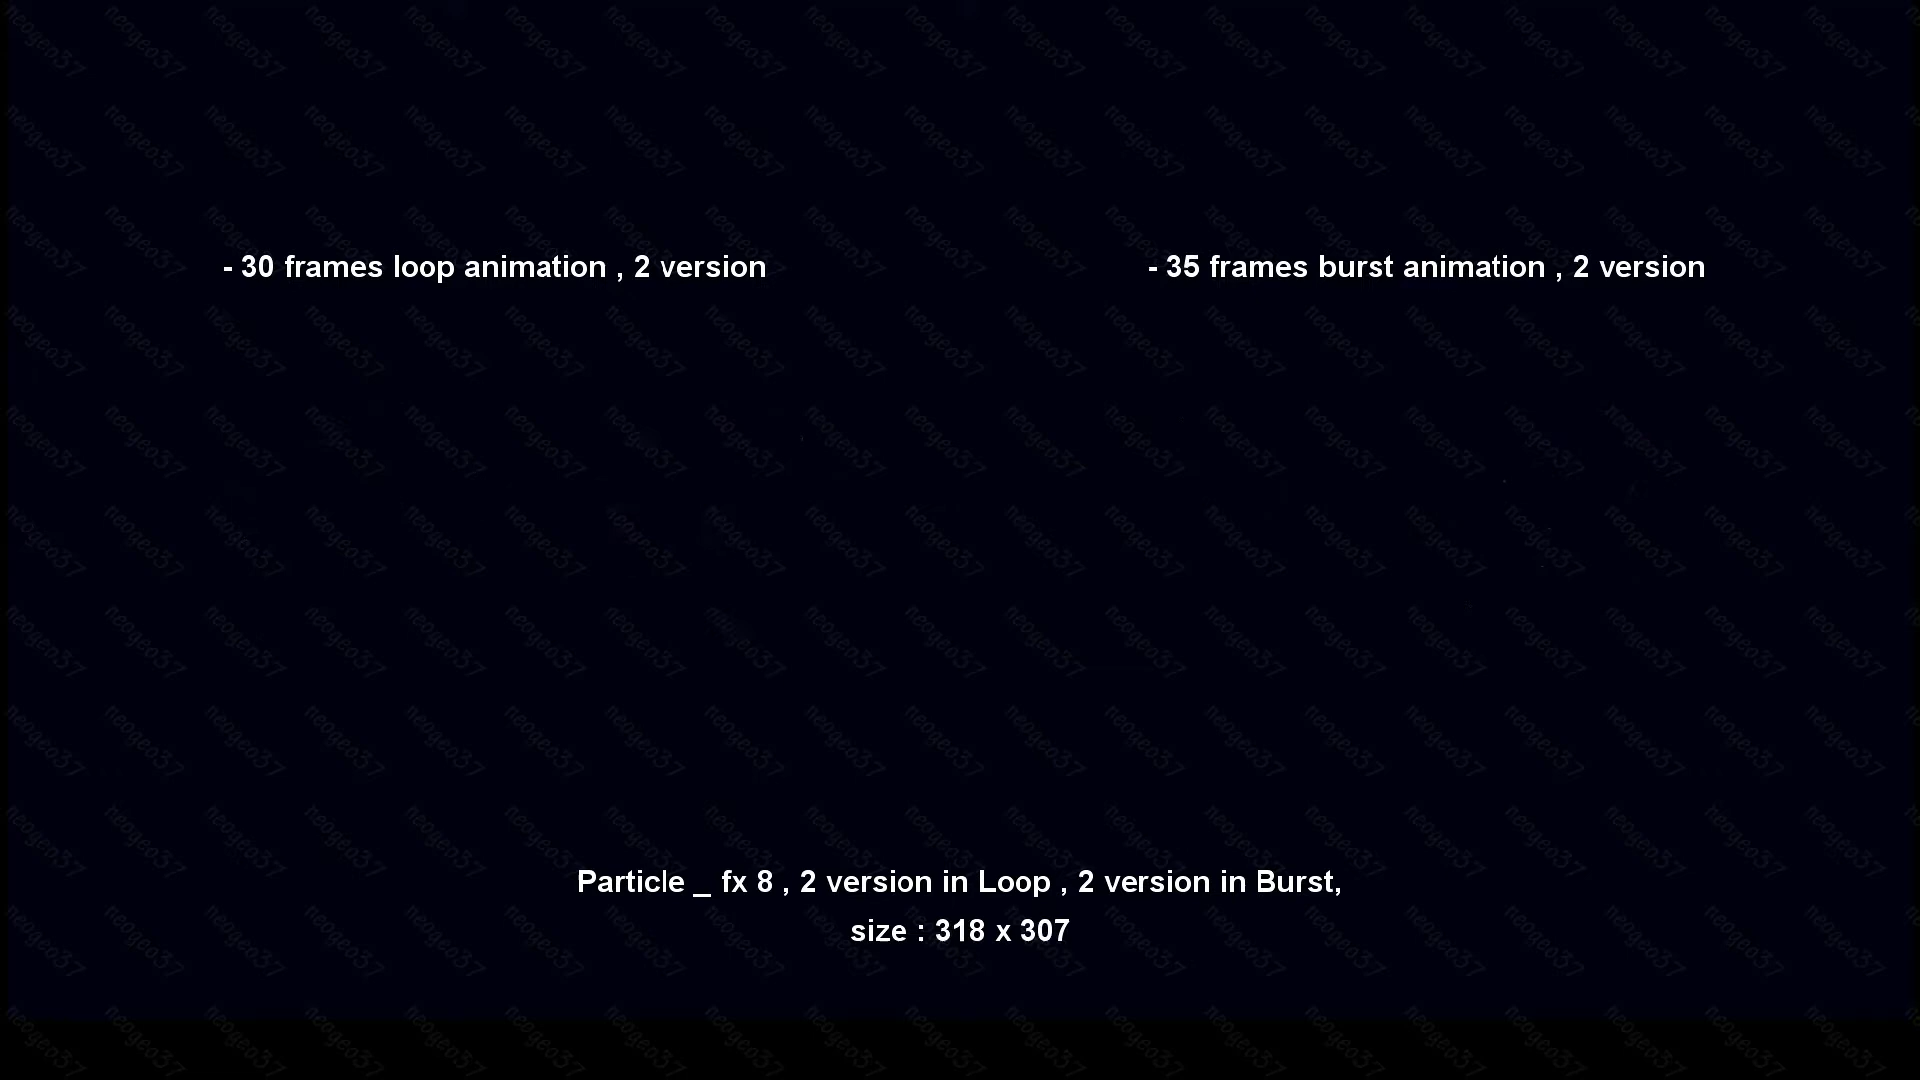 - 30 frames loop animation , 2 version
- 35 frames burst animation , 2 version
Particle _ fx 8 , 2 version in Loop , 2 version in Burst,
size : 318 x 307
neogeo37